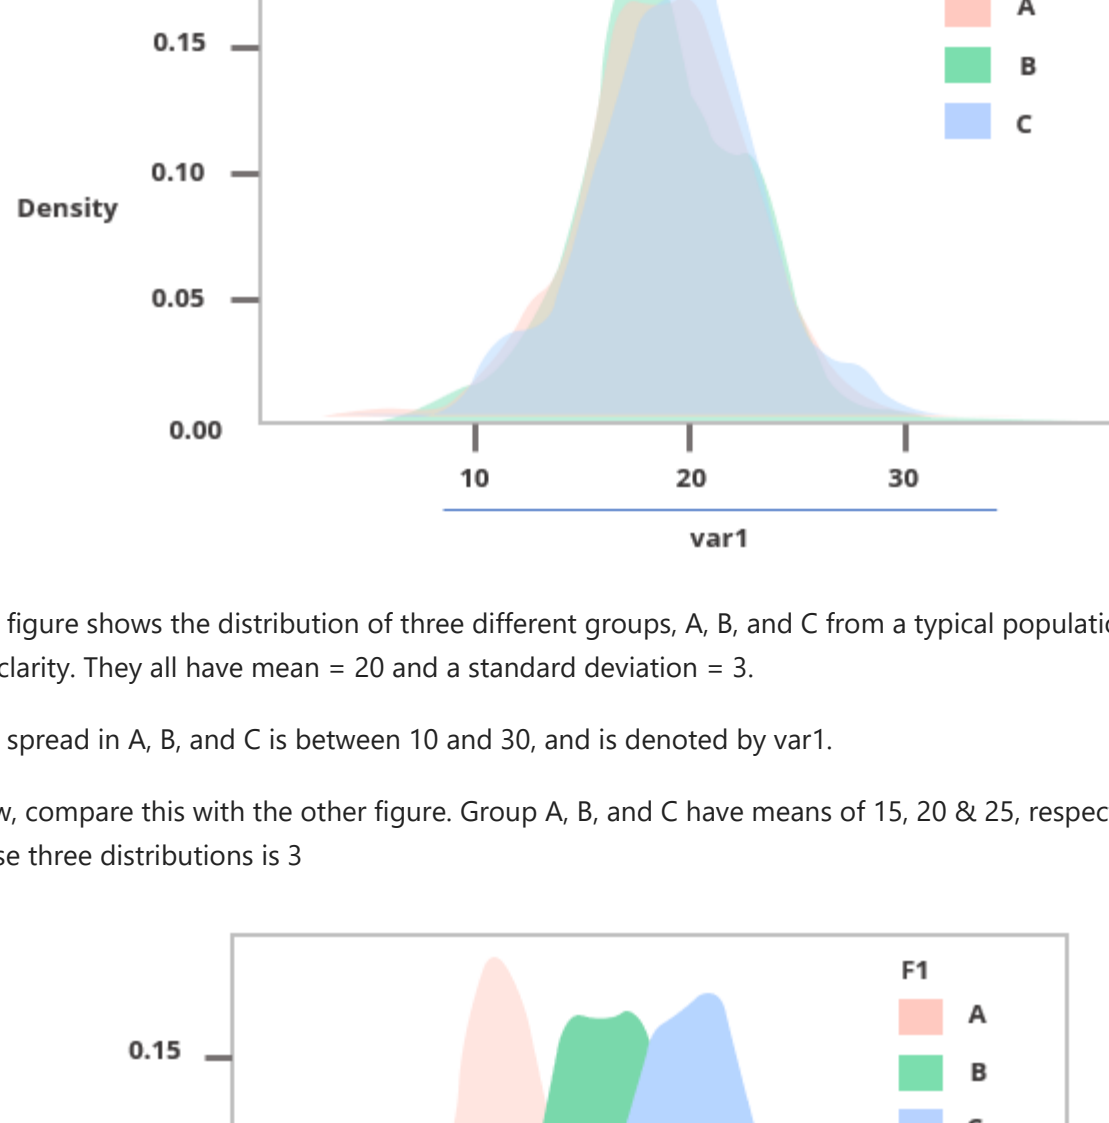 A
0.15
B
C
0.10
Density
0.05
0.00
10 20 30
var1
figure shows the distribution of three different groups, A, B, and C from a typical
clarity. They all have mean = 20 and a standard deviation = 3.
spread in A, B, and C is between 10 and 30, and is denoted by var1.
compare this with the other figure. Group A, B, and C have means of 15, 20 & 25,
three distributions is 3
F1
A
0.15
B